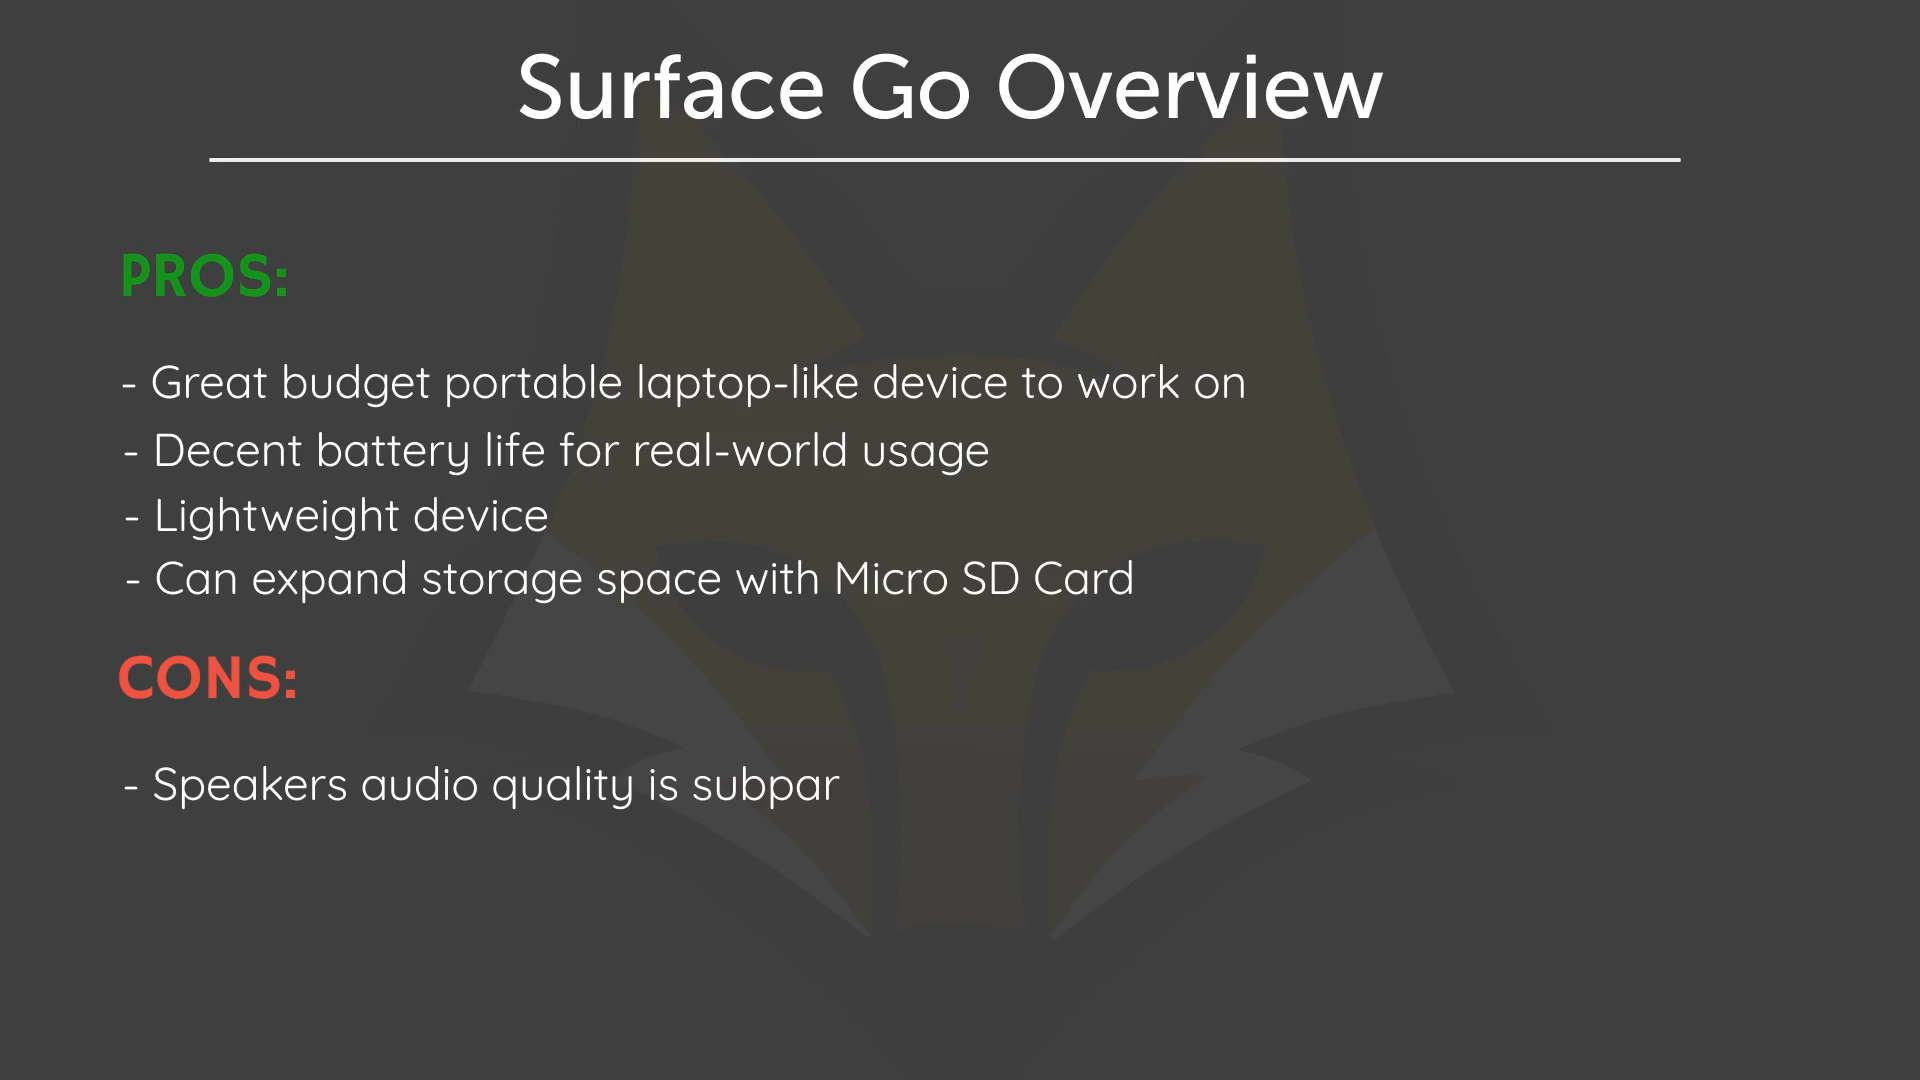 Surface Go Overview
PROS:
- Great budget portable laptop-like device to work on
- Decent battery life for real-world usage
- Lightweight device
- Can expand storage space with Micro SD Card
CONS:
- Speakers audio quality is subpar